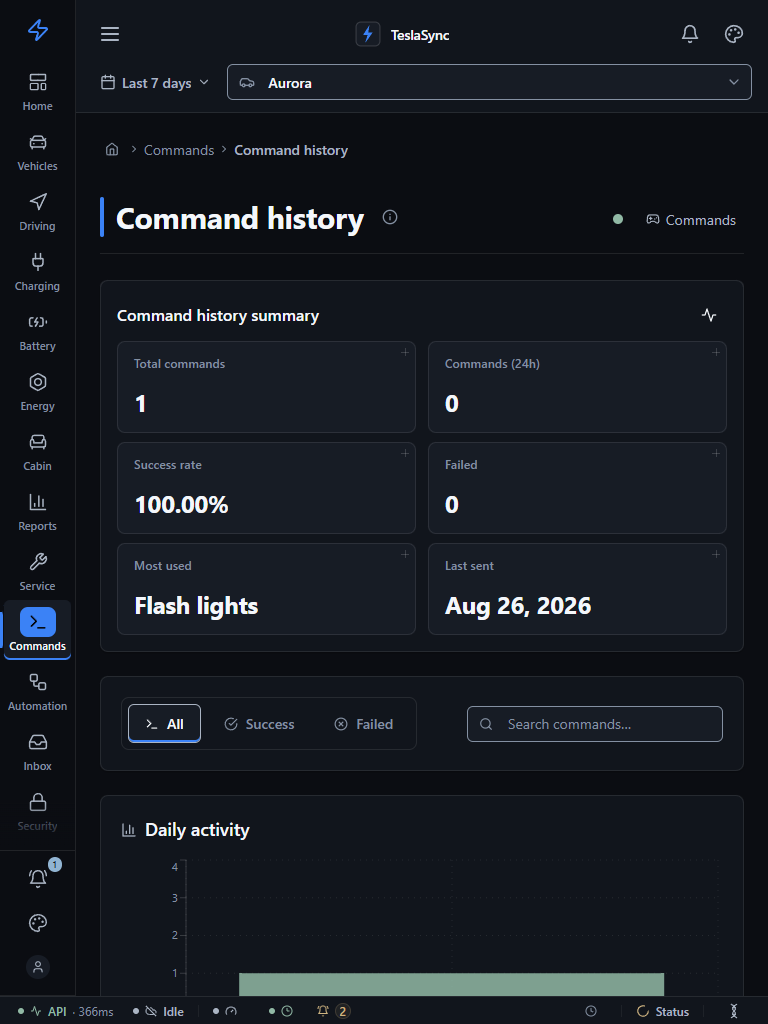 TeslaSync
Last 7 days
Aurora
Home
Vehicles
Driving
Charging
Battery
Energy
Cabin
Reports
Service
Commands
Automation
Inbox
Security
1
Commands
Command history
Command history
Commands
Command history summary
Total commands
1
Commands (24h)
0
Success rate
100.00%
Failed
0
Most used
Flash lights
Last sent
Aug 26, 2026
All
Success
Failed
Search commands...
Daily activity
4
3
2
1
API · 366ms
Idle
2
Status